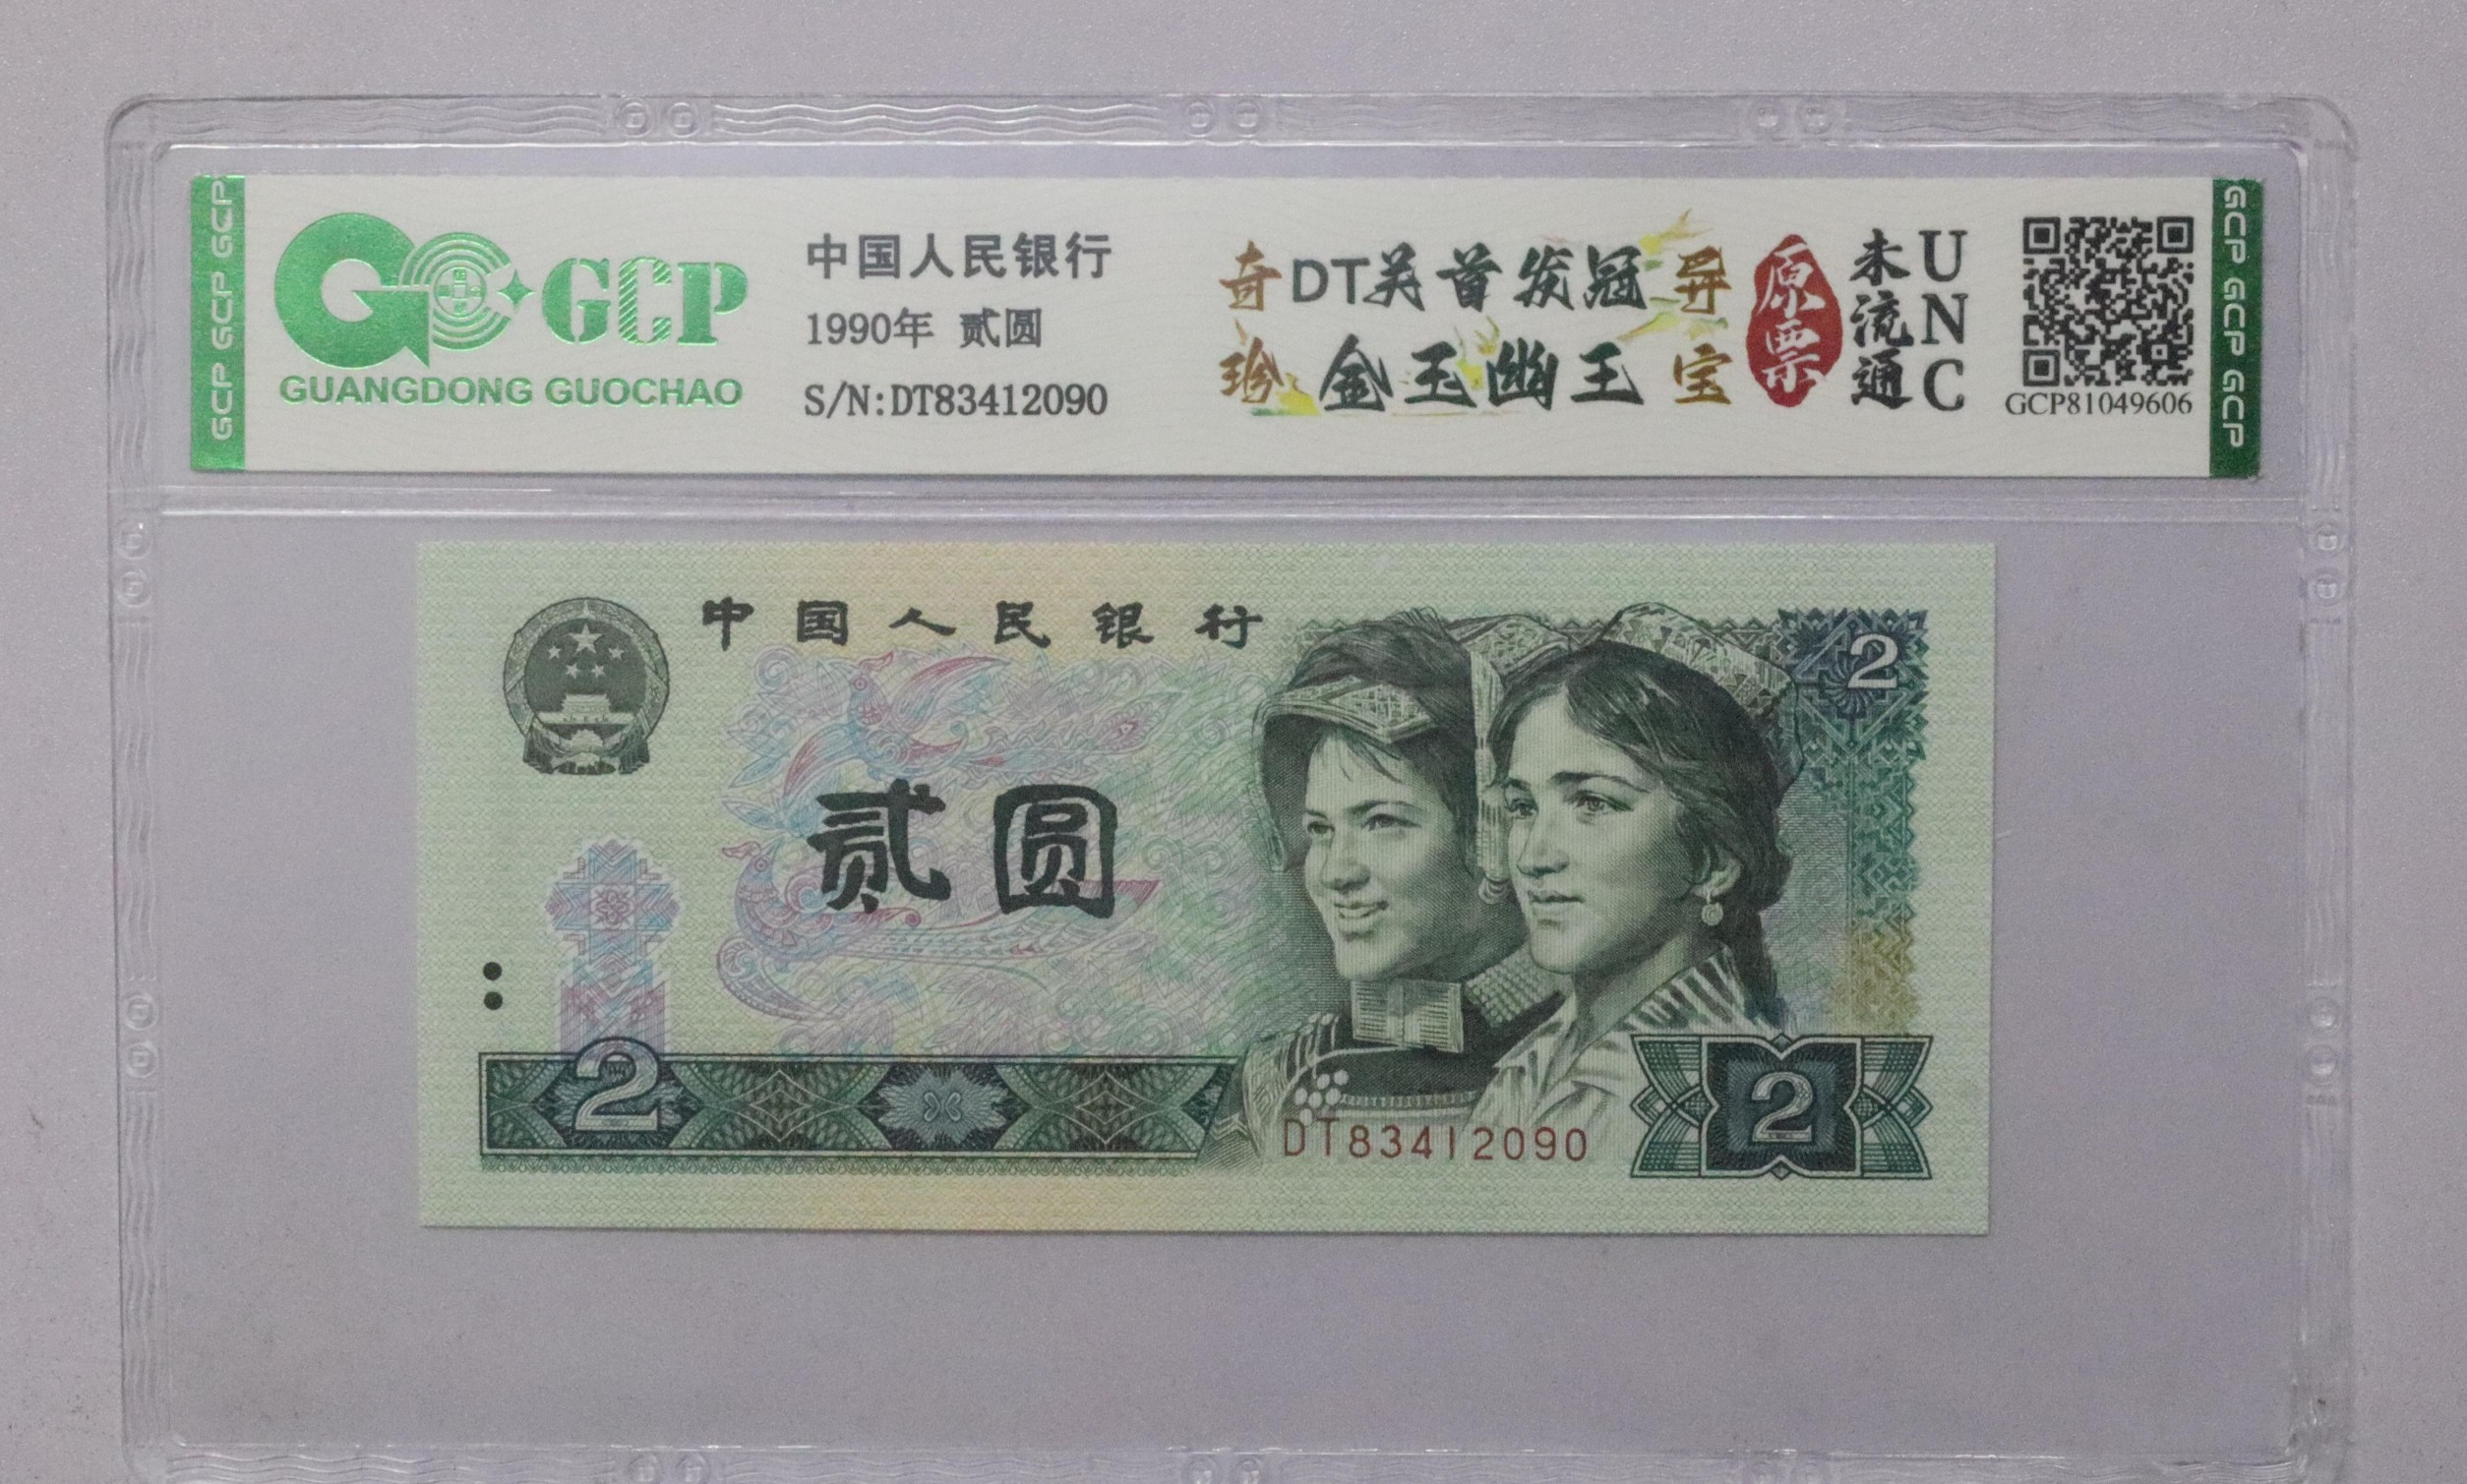 GCP GCP GCP
GCP
GUANGDONG GUOCHAO
中国人民银行
1990年 贰圆
S/N:DT83412090
奇珍
DT关首发冠
金玉幽王
异宝
原票
未流通
UNC
GCP81049606
GCP GCP GCP
中国人民银行
2
贰圆
2
DT83412090
2